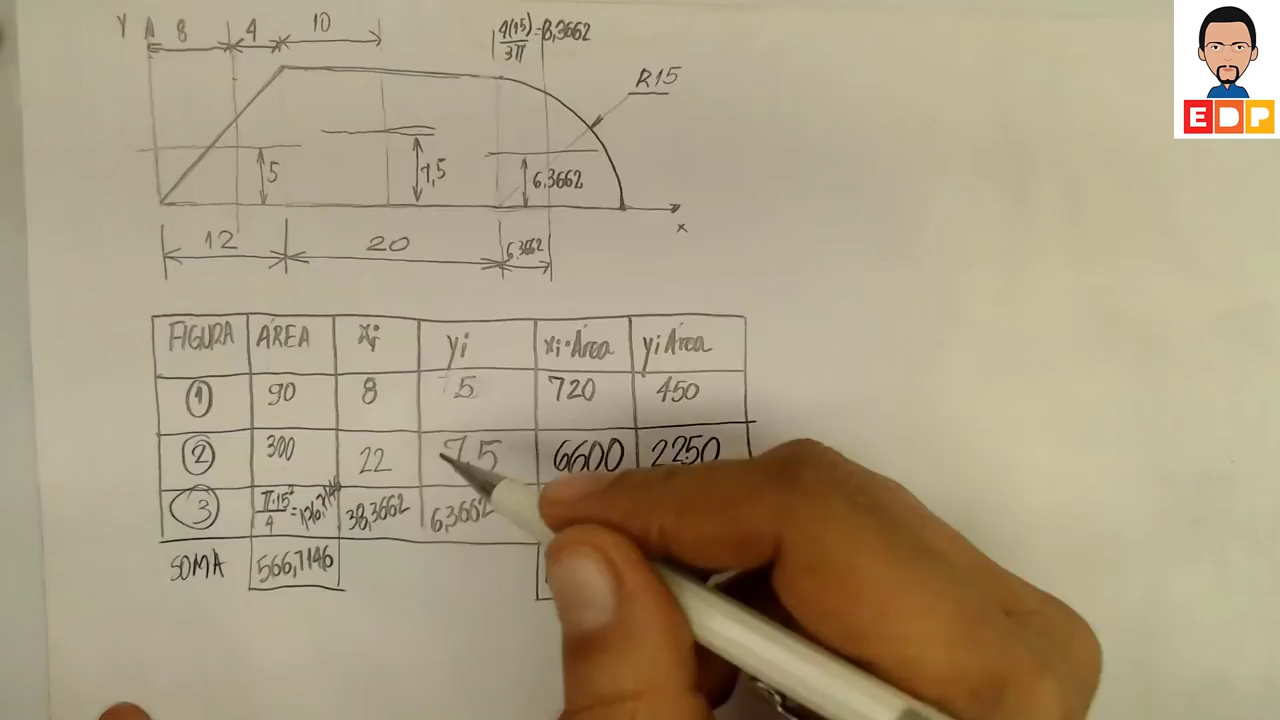 Y 8 4 10 4(15) = 8,3662
3π
R15
5 7,5 6,3662
x
12 20 6,3662
FIGURA ÁREA xi yi xi·Área yi Área
1 90 8 5 720 450
2 300 22 7,5 6600 2250
3 π·15² = 176,7146 38,3662 6,3662
4
SOMA 566,7146
EDP